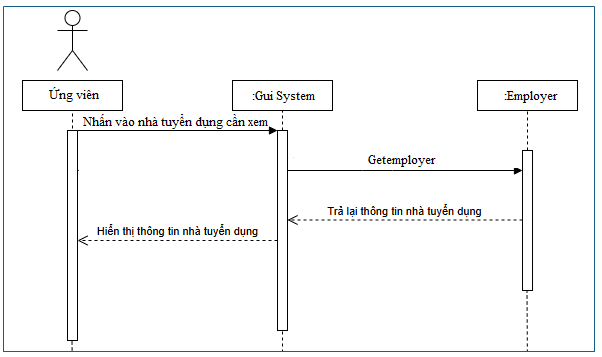 Ứng viên
:Gui System
:Employer
Nhấn vào nhà tuyển dụng cần xem
Getemployer
Trả lại thông tin nhà tuyển dụng
Hiển thị thông tin nhà tuyển dụng